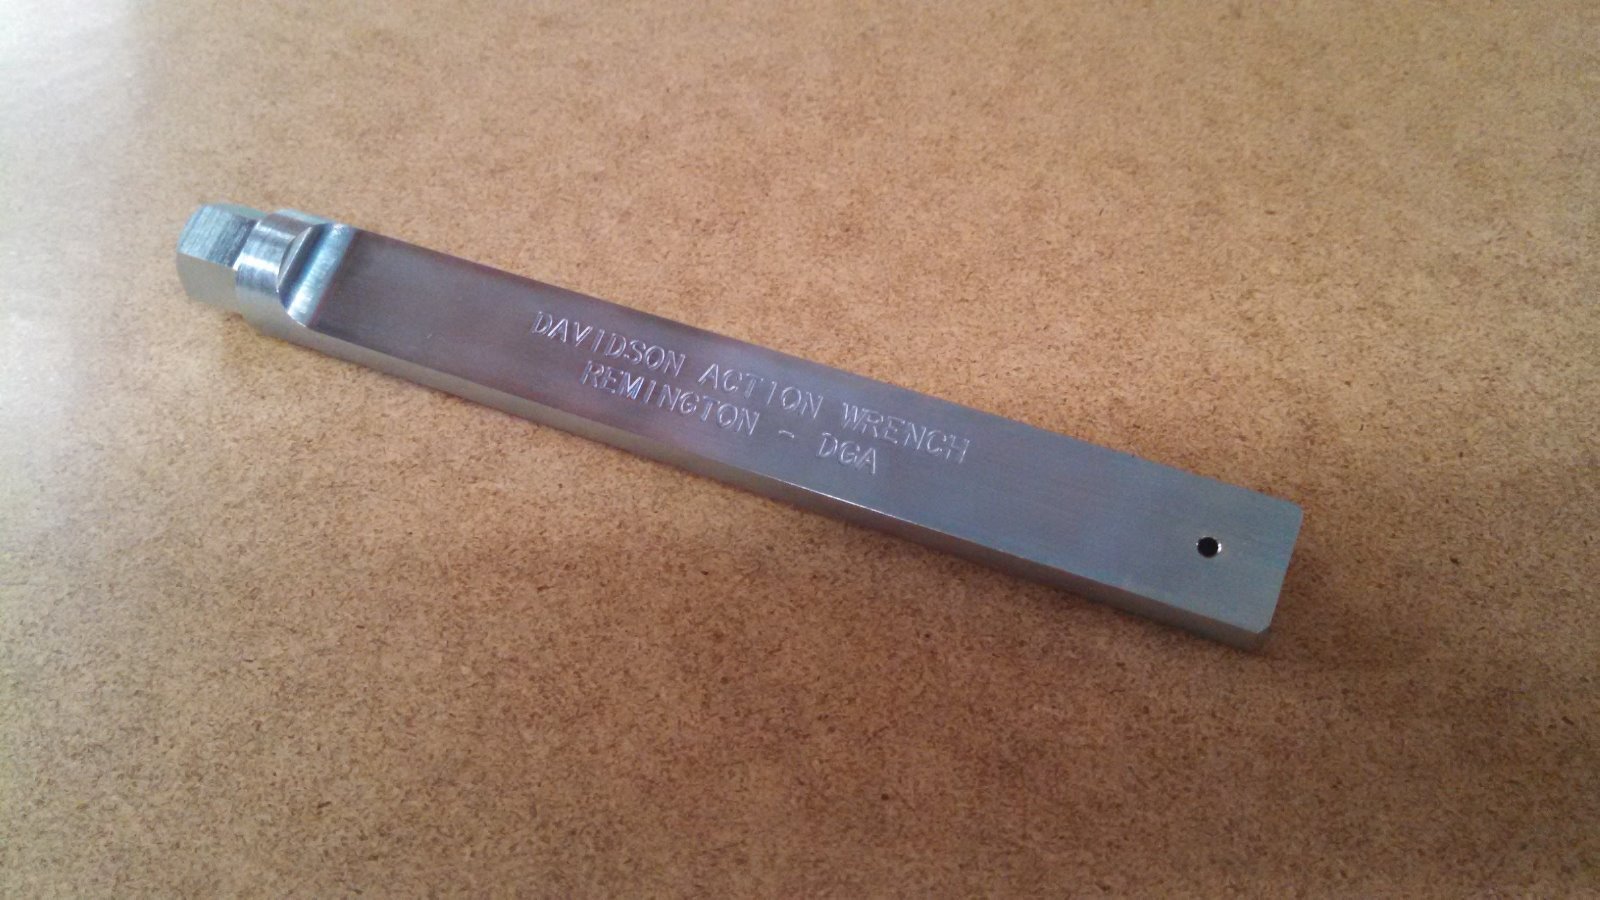 DAVIDSON ACTION WRENCH
REMINGTON - DGA